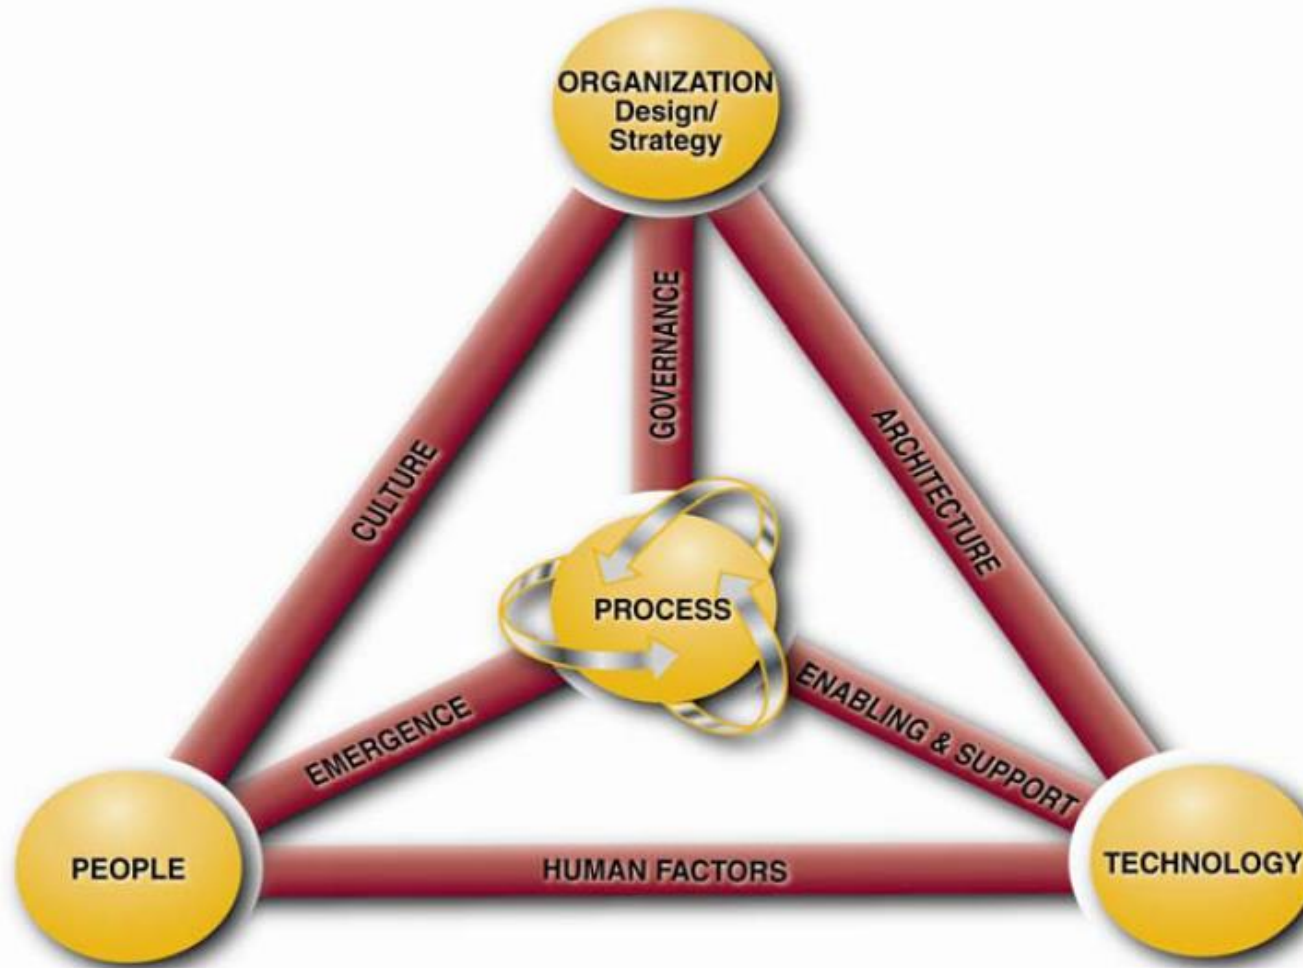 ORGANIZATION
Design/
Strategy
GOVERNANCE
CULTURE
ARCHITECTURE
PROCESS
EMERGENCE
ENABLING & SUPPORT
PEOPLE
HUMAN FACTORS
TECHNOLOGY